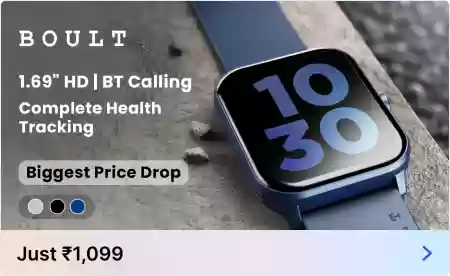 BOULT
1.69" HD | BT Calling
Complete Health
Tracking
Biggest Price Drop
10
30
Just ₹1,099